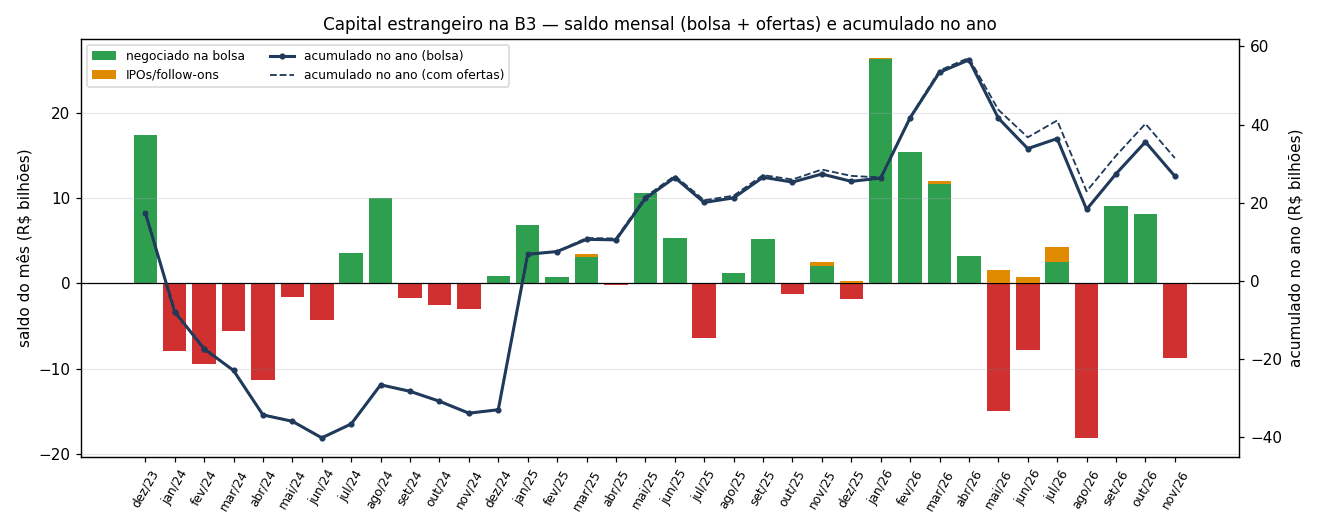 Capital estrangeiro na B3 — saldo mensal (bolsa + ofertas) e acumulado no ano
negociado na bolsa
IPOs/follow-ons
acumulado no ano (bolsa)
acumulado no ano (com ofertas)
saldo do mês (R$ bilhões)
20
10
0
−10
−20
acumulado no ano (R$ bilhões)
60
40
20
0
−20
−40
dez/23
jan/24
fev/24
mar/24
abr/24
mai/24
jun/24
jul/24
ago/24
set/24
out/24
nov/24
dez/24
jan/25
fev/25
mar/25
abr/25
mai/25
jun/25
jul/25
ago/25
set/25
out/25
nov/25
dez/25
jan/26
fev/26
mar/26
abr/26
mai/26
jun/26
jul/26
ago/26
set/26
out/26
nov/26